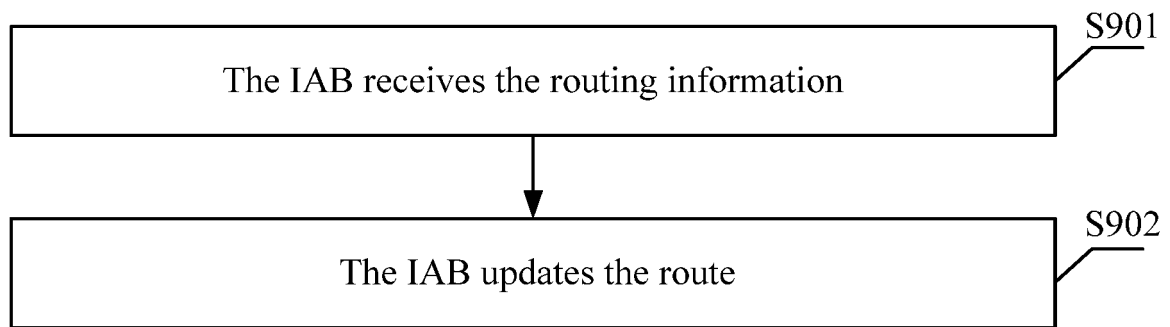 S901
The IAB receives the routing information
S902
The IAB updates the route